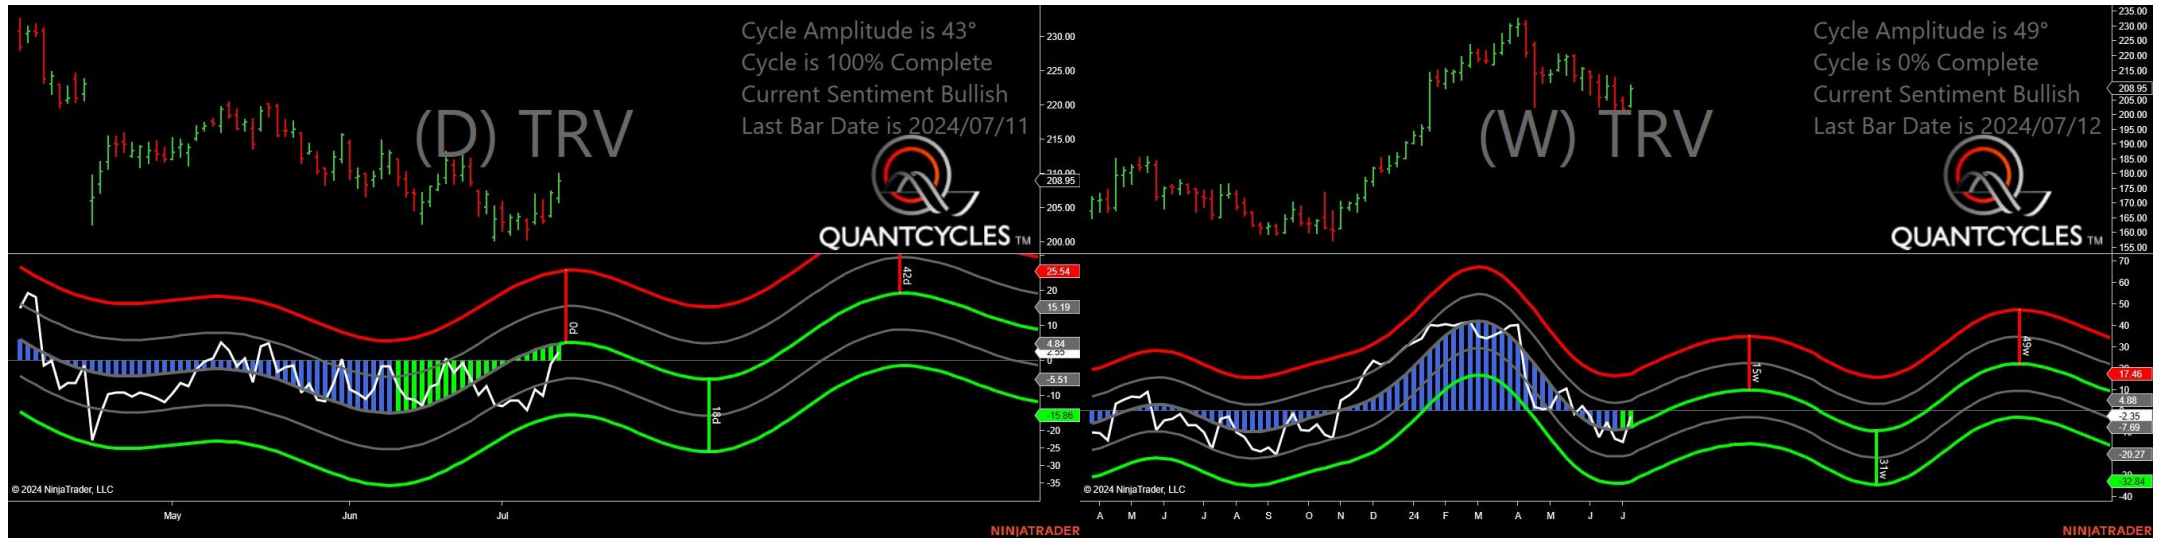 Cycle Amplitude is 43°
Cycle is 100% Complete
Current Sentiment Bullish
Last Bar Date is 2024/07/11
(D) TRV
QUANTCYCLES TM
230.00
225.00
220.00
215.00
210.00
208.95
205.00
200.00
25.54
20
15.19
10
4.84
2.55
0
-5.51
-10
-15.86
-20
-25
-30
-35
0d
18d
42d
© 2024 NinjaTrader, LLC
May
Jun
Jul
NINJATRADER
Cycle Amplitude is 49°
Cycle is 0% Complete
Current Sentiment Bullish
Last Bar Date is 2024/07/12
(W) TRV
QUANTCYCLES TM
235.00
230.00
225.00
220.00
215.00
208.95
205.00
200.00
195.00
190.00
185.00
180.00
175.00
170.00
165.00
160.00
155.00
70
60
50
40
30
17.46
10
4.88
-2.35
-7.69
-20.27
-32.84
-40
15w
31w
49w
© 2024 NinjaTrader, LLC
A M J J A S O N D 24 F M A M J J
NINJATRADER